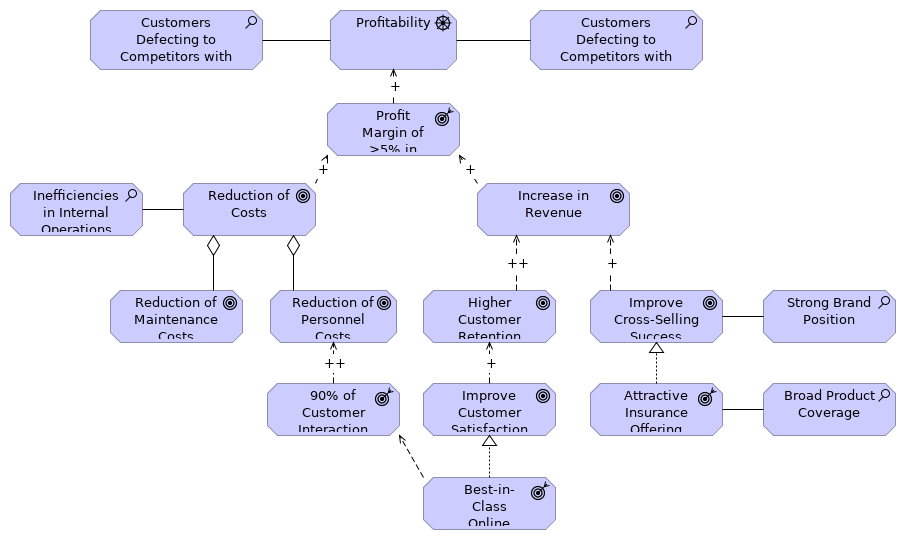 Customers
Defecting to
Competitors with
Profitability
Customers
Defecting to
Competitors with
+
Profit
Margin of
>5% in
+
+
Inefficiencies
in Internal
Operations
Reduction of
Costs
Increase in
Revenue
++
+
Reduction of
Maintenance
Costs
Reduction of
Personnel
Costs
Higher
Customer
Retention
Improve
Cross-Selling
Success
Strong Brand
Position
++
+
90% of
Customer
Interaction
Improve
Customer
Satisfaction
Attractive
Insurance
Offering
Broad Product
Coverage
Best-in-
Class
Online